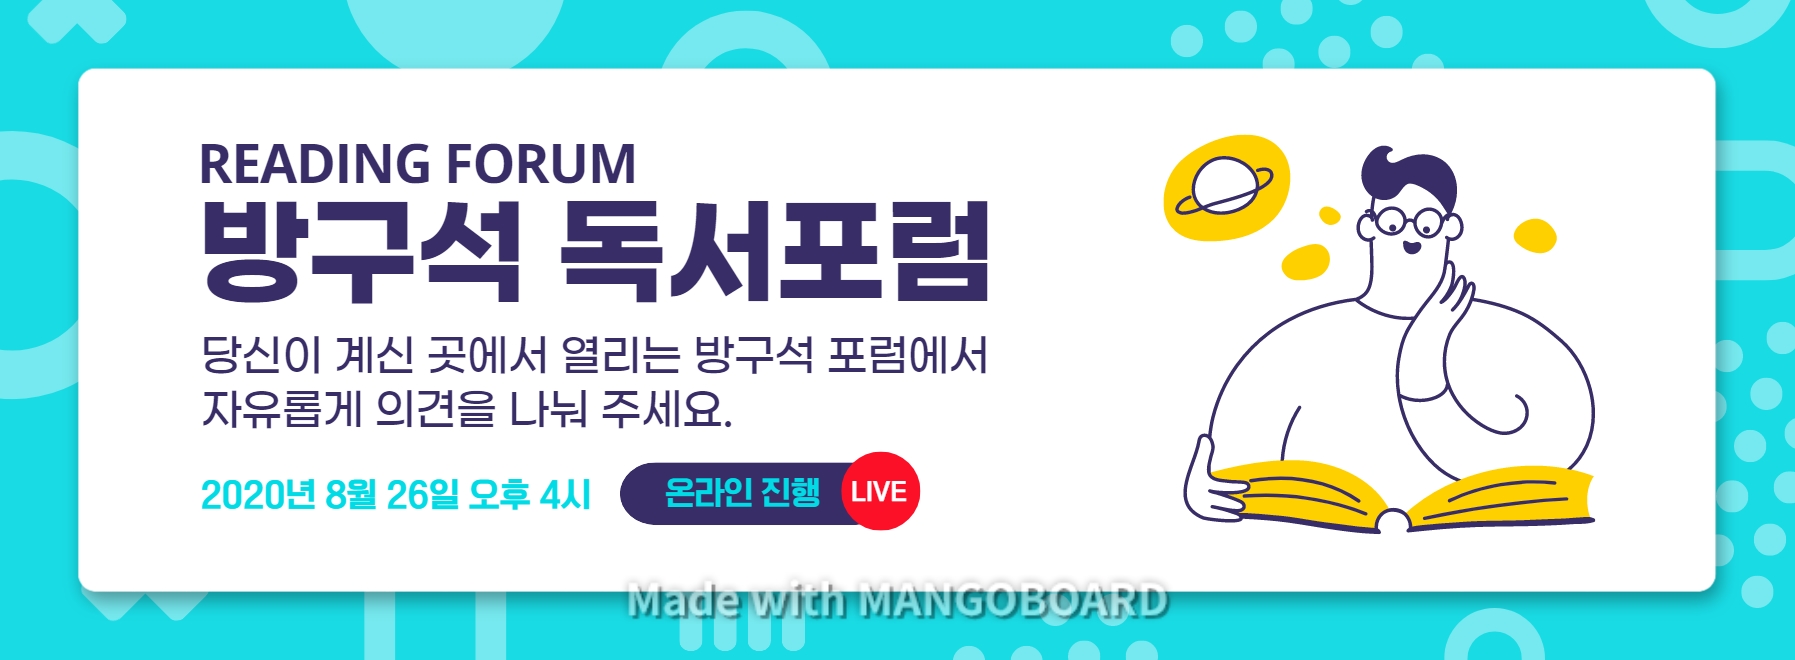 READING FORUM
방구석 독서포럼
당신이 계신 곳에서 열리는 방구석 포럼에서
자유롭게 의견을 나눠 주세요.
2020년 8월 26일 오후 4시 온라인 진행 LIVE
Made with MANGOBOARD